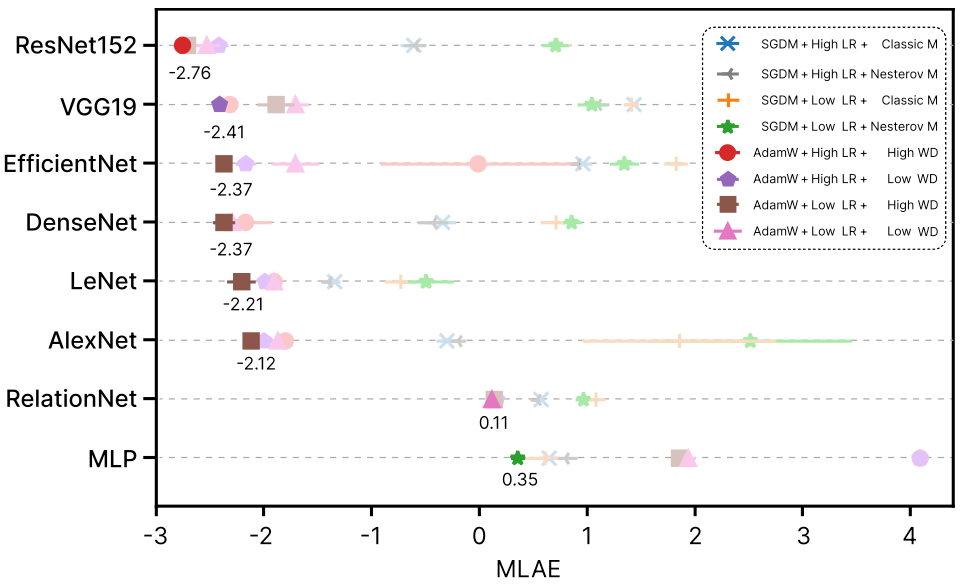 ResNet152
-2.76
VGG19
-2.41
EfficientNet
-2.37
DenseNet
-2.37
LeNet
-2.21
AlexNet
-2.12
RelationNet
0.11
MLP
0.35
SGDM + High LR + Classic M
SGDM + High LR + Nesterov M
SGDM + Low LR + Classic M
SGDM + Low LR + Nesterov M
AdamW + High LR + High WD
AdamW + High LR + Low WD
AdamW + Low LR + High WD
AdamW + Low LR + Low WD
-3 -2 -1 0 1 2 3 4
MLAE